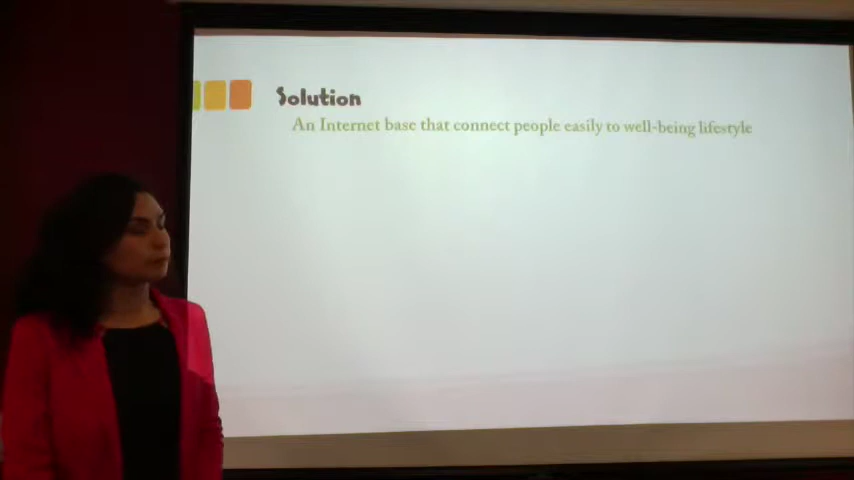 Solution
An Internet base that connect people easily to well-being lifestyle